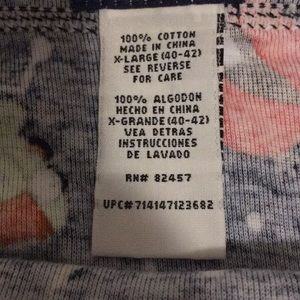 100% COTTON
MADE IN CHINA
X-LARGE (40-42)
SEE REVERSE
FOR CARE
100% ALGODON
HECHO EN CHINA
X-GRANDE (40-42)
VEA DETRAS
INSTRUCCIONES
DE LAVADO
RN# 82457
UPC#714147123682